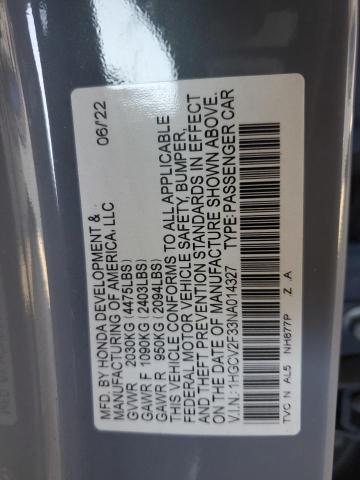 MFD. BY HONDA DEVELOPMENT &
MANUFACTURING OF AMERICA, LLC 06/22
GVWR 2030KG (4475LBS)
GAWR F 1090KG (2403LBS)
GAWR R 950KG (2094LBS)
THIS VEHICLE CONFORMS TO ALL APPLICABLE
FEDERAL MOTOR VEHICLE SAFETY, BUMPER,
AND THEFT PREVENTION STANDARDS IN EFFECT
ON THE DATE OF MANUFACTURE SHOWN ABOVE.
V.I.N.: 1HGCV2F33NA014327 TYPE: PASSENGER CAR
TVC N AL5 NH877P Z .A